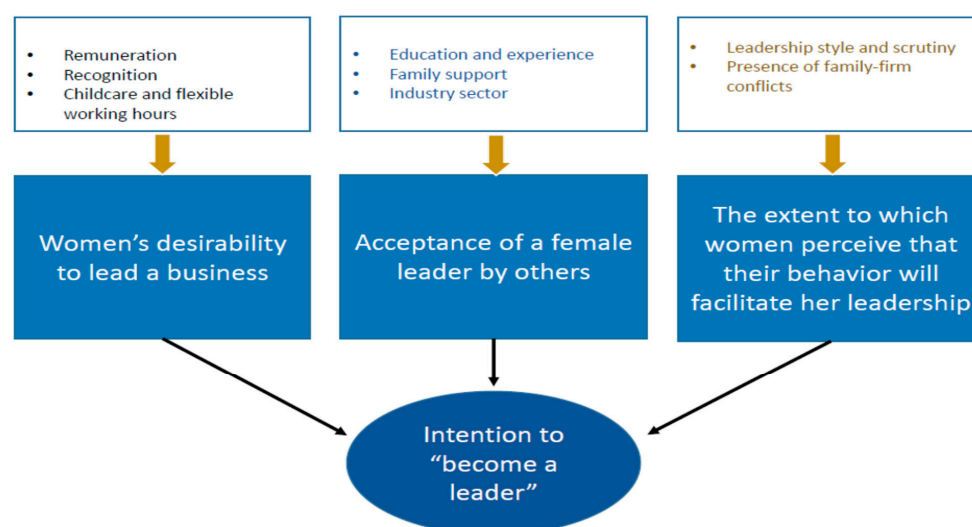 • Remuneration
• Recognition
• Childcare and flexible
working hours
• Education and experience
• Family support
• Industry sector
• Leadership style and scrutiny
• Presence of family-firm
conflicts
Women’s desirability
to lead a business
Acceptance of a female
leader by others
The extent to which
women perceive that
their behavior will
facilitate her leadership
Intention to
“become a
leader”